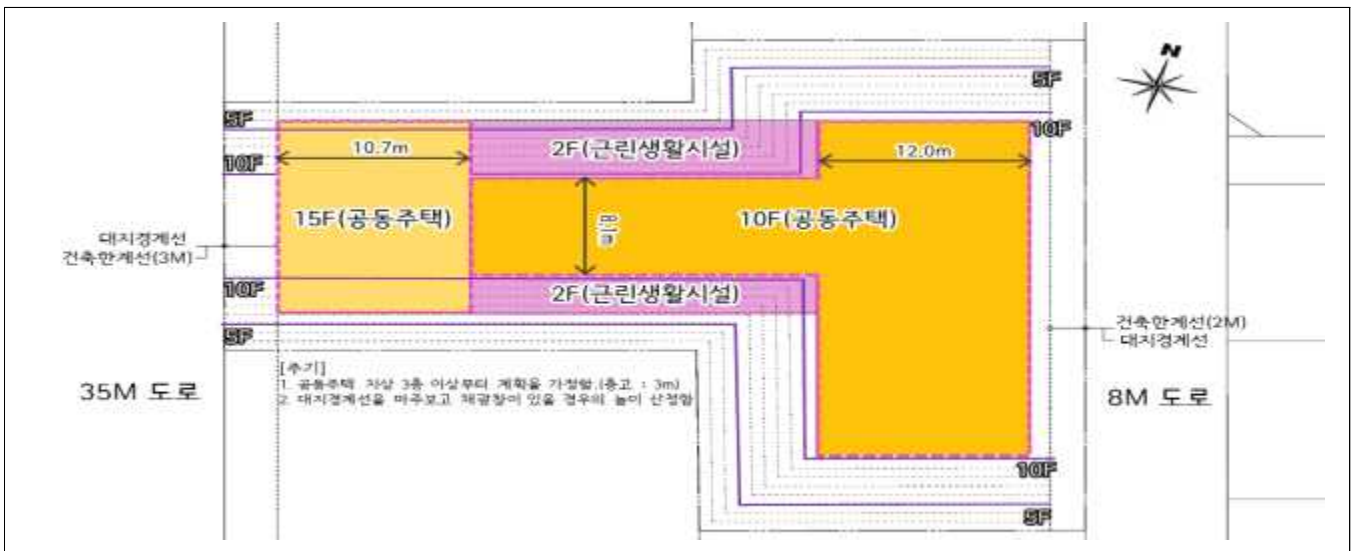 N
5F
5F
10F
10.7m
2F(근린생활시설)
12.0m
10F
15F(공동주택)
8.1m
10F(공동주택)
대지경계선
건축한계선(3M)
10F
2F(근린생활시설)
5F
건축한계선(2M)
대지경계선
[주기]
1. 공동주택 지상 3층 이상부터 계획을 가정함.(층고 : 3m)
2. 대지경계선을 마주보고 채광창이 있을 경우의 높이 산정함
35M 도로
8M 도로
10F
5F